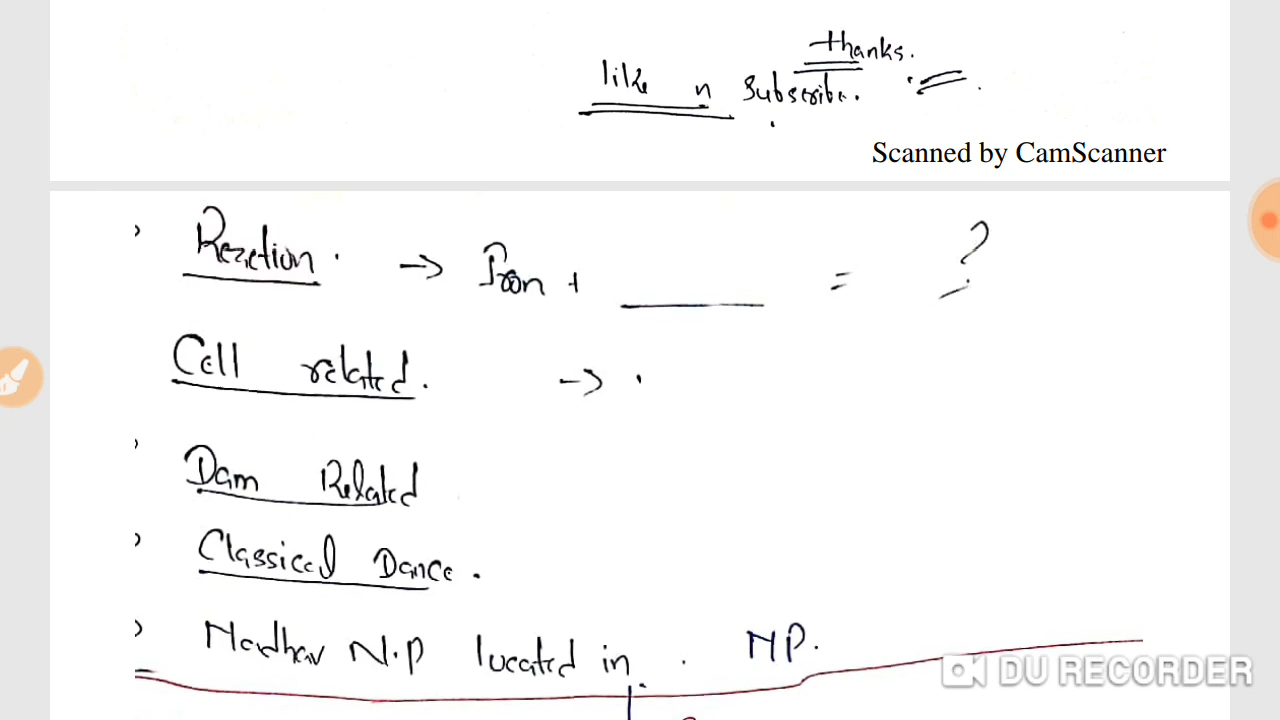 thanks.
like n Subscribe.
Scanned by CamScanner
Reaction. → Iron + ______ = ?
Cell related. →
Dam Related
Classical Dance.
Madhav N.P located in. MP.
DU RECORDER